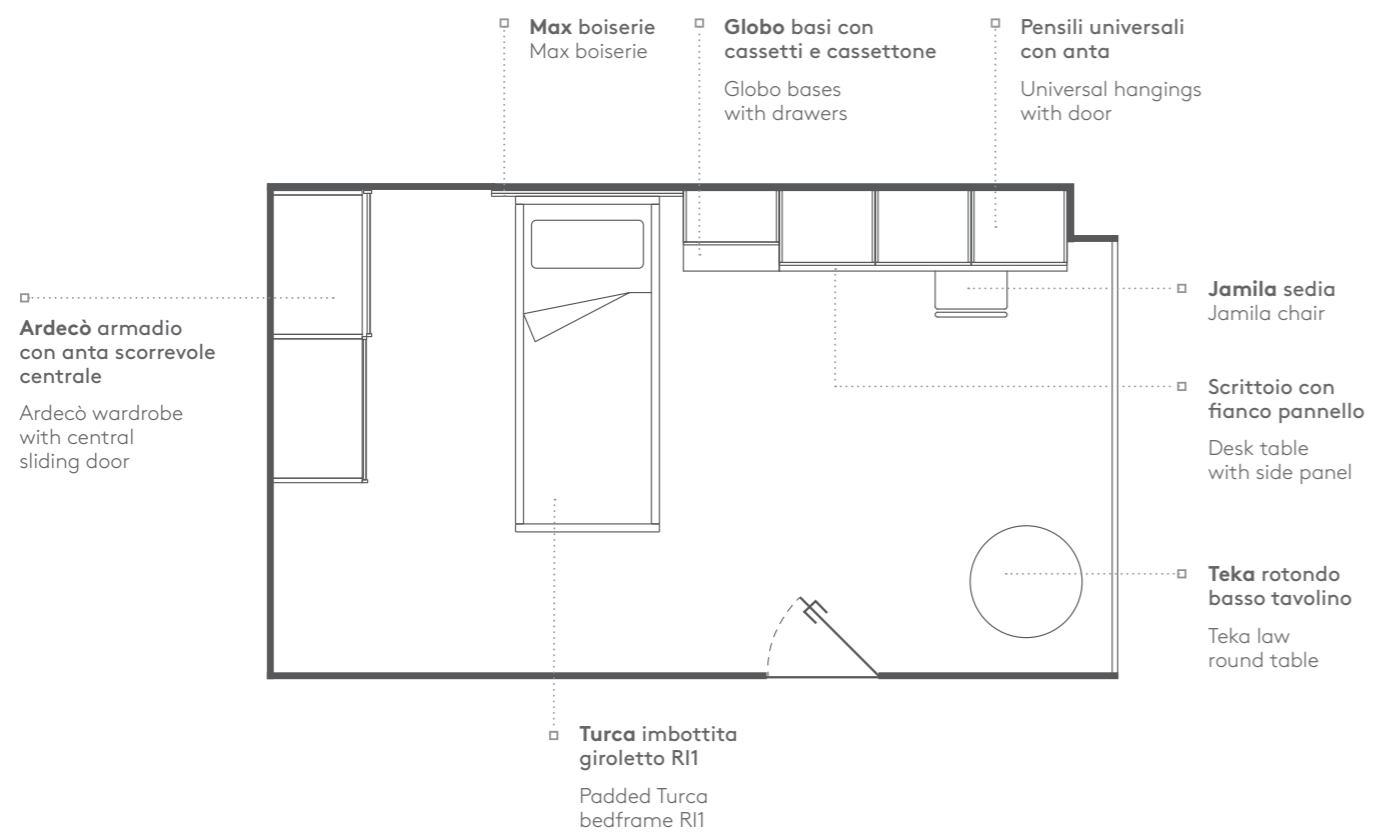 Max boiserie
Max boiserie
Globo basi con
cassetti e cassettone
Globo bases
with drawers
Pensili universali
con anta
Universal hangings
with door
Ardecò armadio
con anta scorrevole
centrale
Ardecò wardrobe
with central
sliding door
Jamila sedia
Jamila chair
Scrittoio con
fianco pannello
Desk table
with side panel
Teka rotondo
basso tavolino
Teka law
round table
Turca imbottita
giroletto RI1
Padded Turca
bedframe RI1